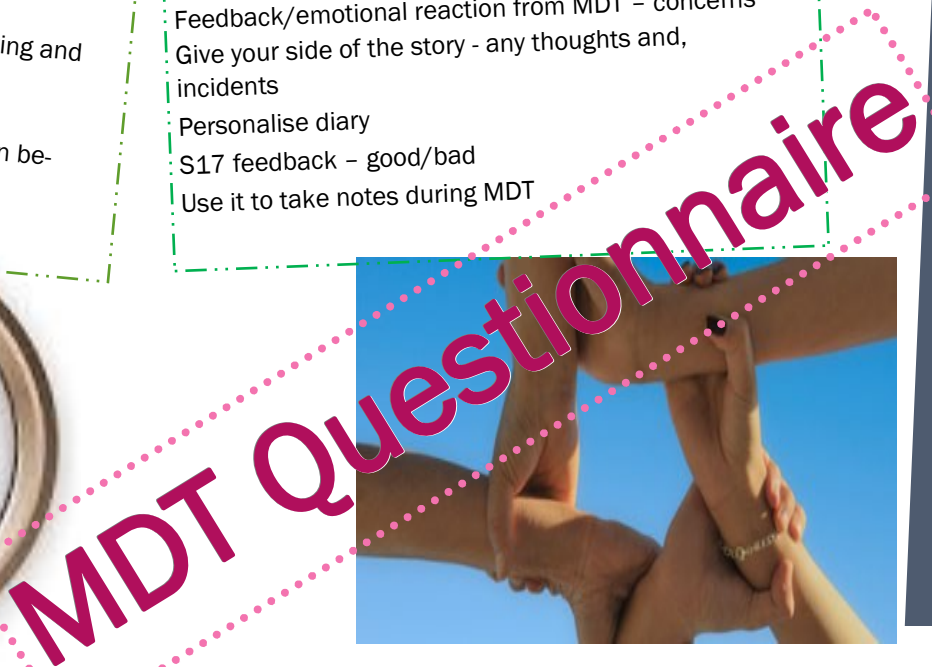 ing and
n be-
Feedback/emotional reaction from MDT – concerns
Give your side of the story - any thoughts and,
incidents
Personalise diary
S17 feedback – good/bad
Use it to take notes during MDT
MDT Questionnaire